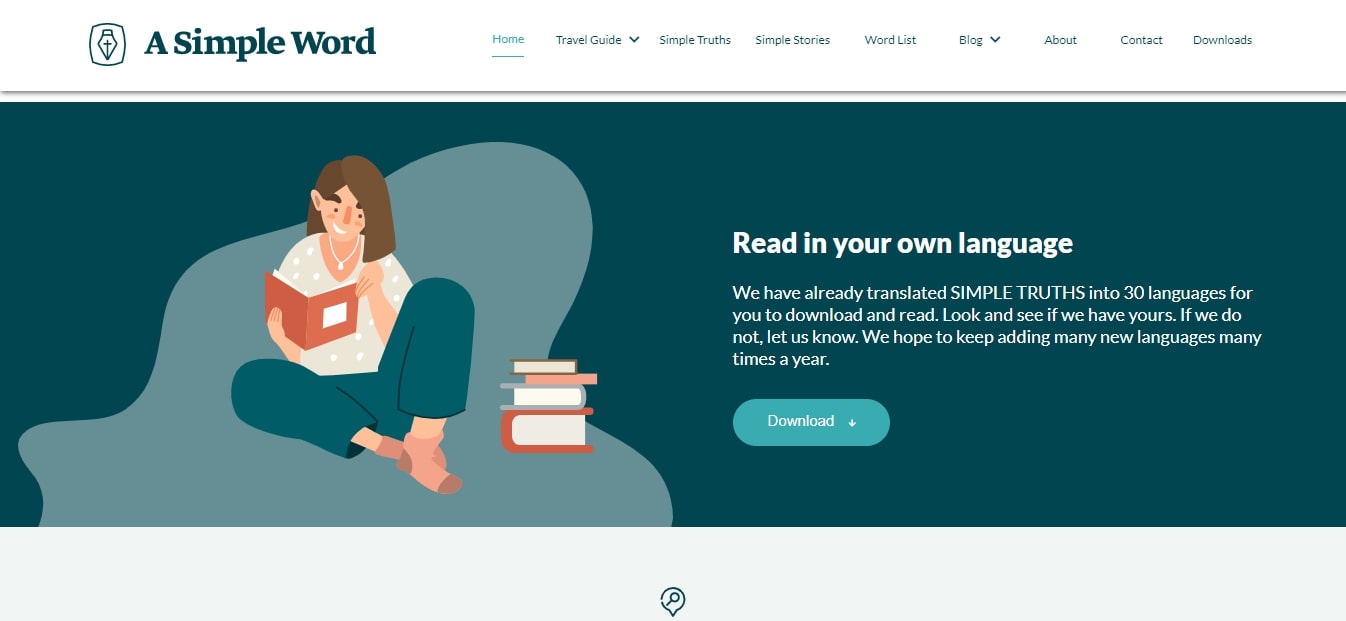 A Simple Word
Home
Travel Guide
Simple Truths
Simple Stories
Word List
Blog
About
Contact
Downloads
Read in your own language
We have already translated SIMPLE TRUTHS into 30 languages for
you to download and read. Look and see if we have yours. If we do
not, let us know. We hope to keep adding many new languages many
times a year.
Download